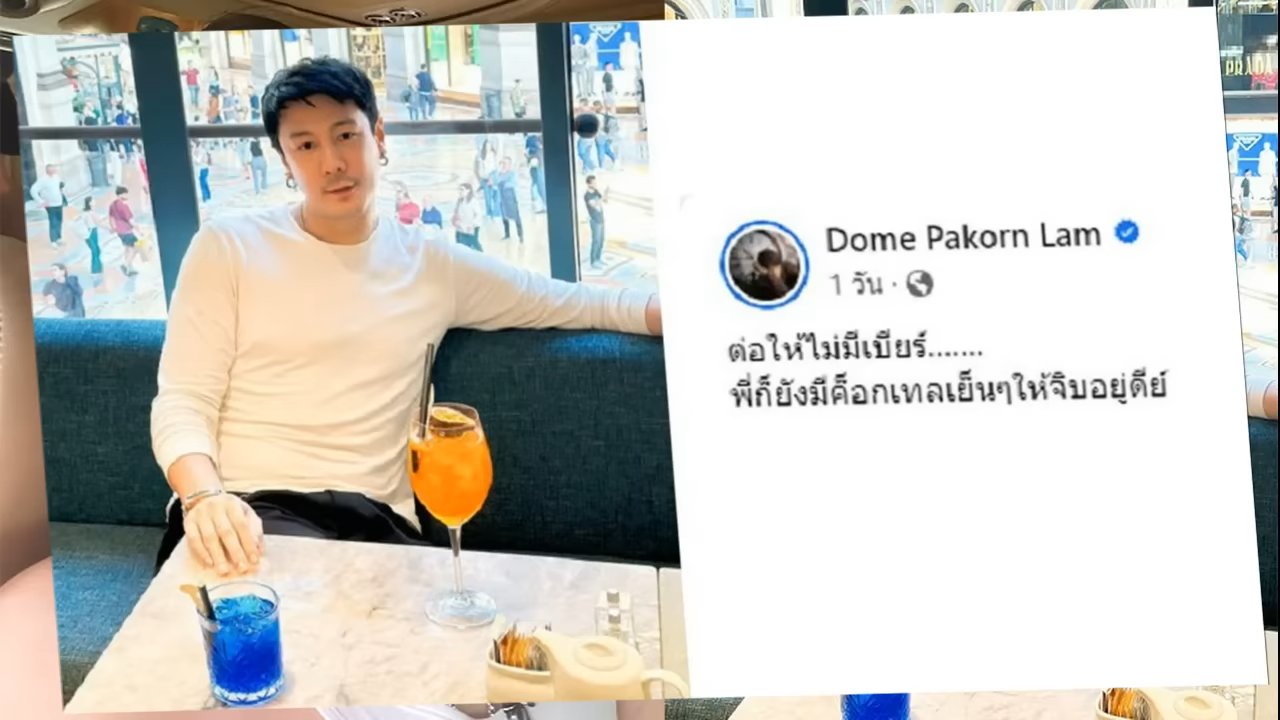 PRADA
Dome Pakorn Lam
1 วัน ·
ต่อให้ไม่มีเบียร์.......
พี่ก็ยังมีค็อกเทลเย็นๆให้จิบอยู่ดีย์